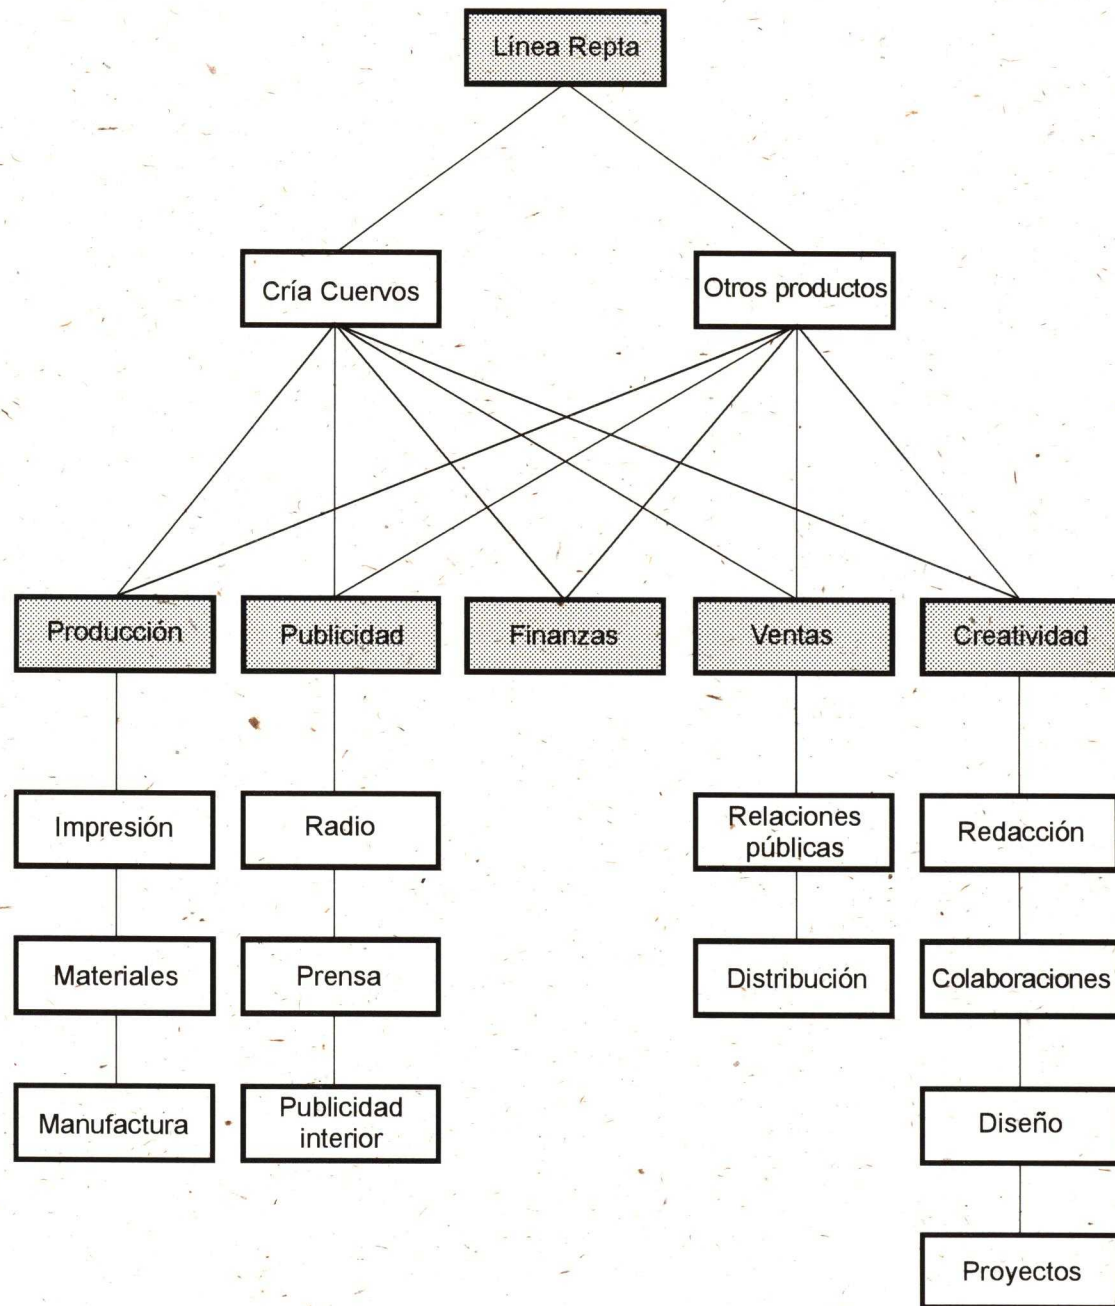 Línea Repta
Cría Cuervos
Otros productos
Producción
Publicidad
Finanzas
Ventas
Creatividad
Impresión
Radio
Relaciones
públicas
Redacción
Materiales
Prensa
Distribución
Colaboraciones
Manufactura
Publicidad
interior
Diseño
Proyectos